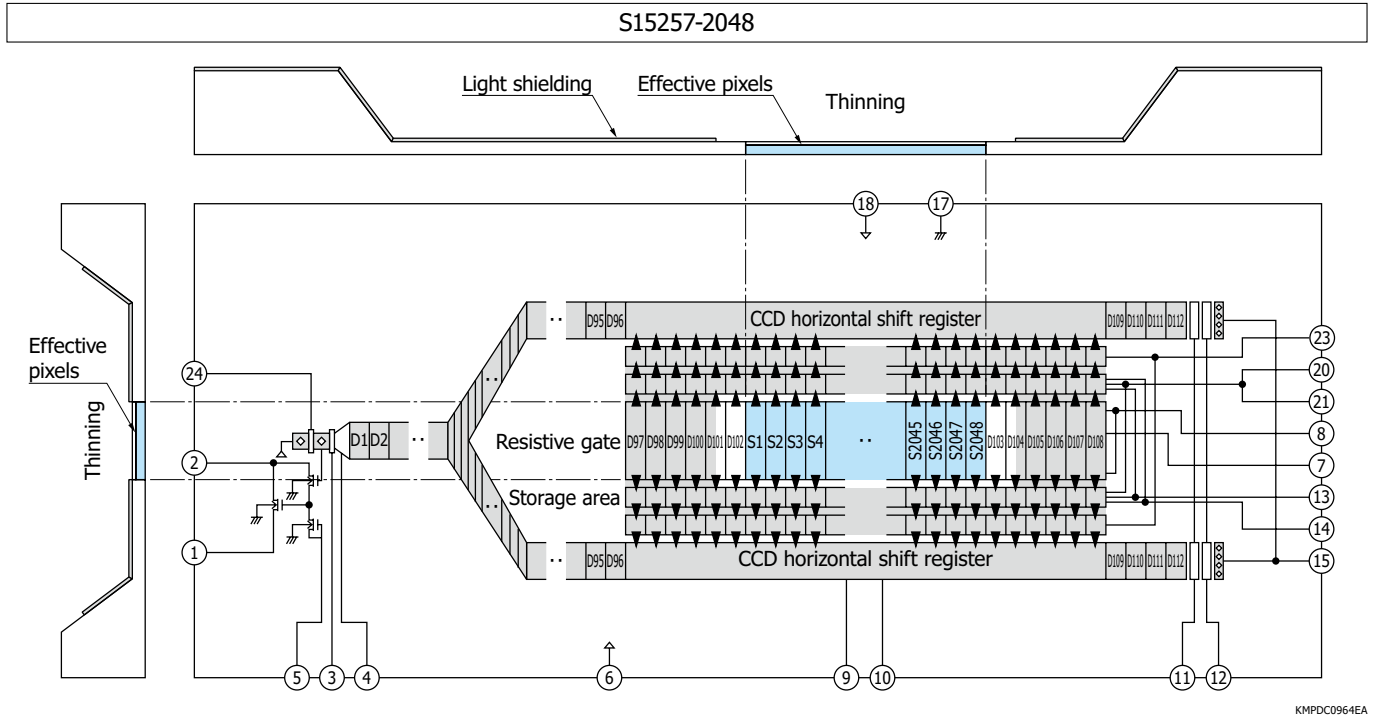 S15257-2048
Light shielding
Effective pixels
Thinning
18
17
Effective
pixels
Thinning
D95 D96
CCD horizontal shift register
D109 D110 D111 D112
23
24
20
21
D1 D2
Resistive gate
D97 D98 D99 D100 D101 D102 S1 S2 S3 S4 S2045 S2046 S2047 S2048 D103 D104 D105 D106 D107 D108
8
2
7
Storage area
13
14
1
D95 D96
CCD horizontal shift register
D109 D110 D111 D112
15
5
3
4
6
9
10
11
12
KMPDC0964EA